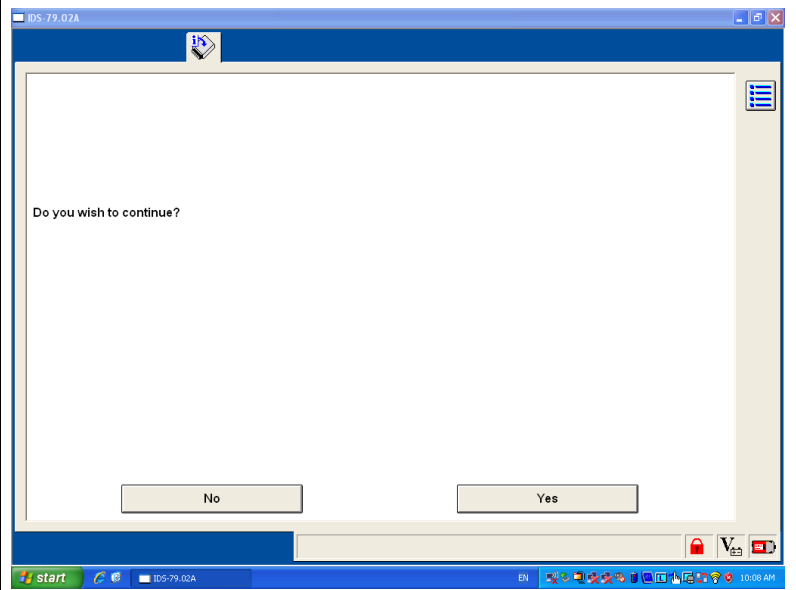 IDS-79.02A
Do you wish to continue?
No
Yes
V
start
IDS-79.02A
EN
10:08 AM